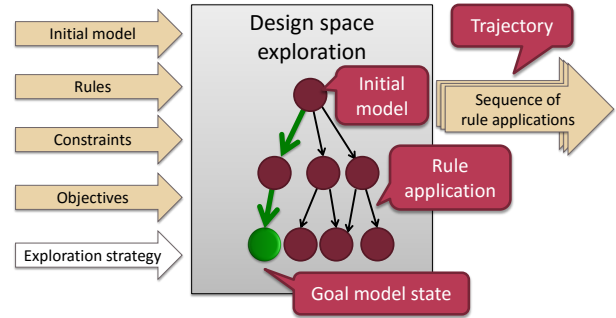 Initial model
Rules
Constraints
Objectives
Exploration strategy
Design space
exploration
Initial
model
Rule
application
Goal model state
Trajectory
Sequence of
rule applications